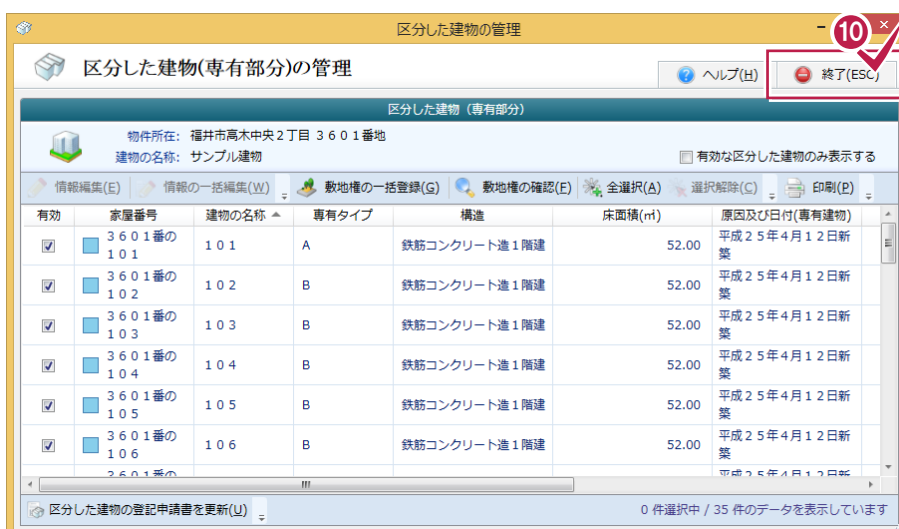 区分した建物の管理
10
区分した建物(専有部分)の管理
ヘルプ(H)
終了(ESC)
区分した建物（専有部分）
物件所在: 福井市高木中央２丁目 ３６０１番地
建物の名称: サンプル建物
有効な区分した建物のみ表示する
情報編集(E) 情報の一括編集(W) 敷地権の一括登録(G) 敷地権の確認(F) 全選択(A) 選択解除(C) 印刷(P)
有効 家屋番号 建物の名称 専有タイプ 構造 床面積(㎡) 原因及び日付(専有建物)
３６０１番の１０１ １０１ A 鉄筋コンクリート造１階建 52.00 平成２５年４月１２日新築
３６０１番の１０２ １０２ B 鉄筋コンクリート造１階建 52.00 平成２５年４月１２日新築
３６０１番の１０３ １０３ B 鉄筋コンクリート造１階建 52.00 平成２５年４月１２日新築
３６０１番の１０４ １０４ B 鉄筋コンクリート造１階建 52.00 平成２５年４月１２日新築
３６０１番の１０５ １０５ B 鉄筋コンクリート造１階建 52.00 平成２５年４月１２日新築
３６０１番の１０６ １０６ B 鉄筋コンクリート造１階建 52.00 平成２５年４月１２日新築
３６０１番の 平成２５年４月１２日新
区分した建物の登記申請書を更新(U)
0 件選択中 / 35 件のデータを表示しています